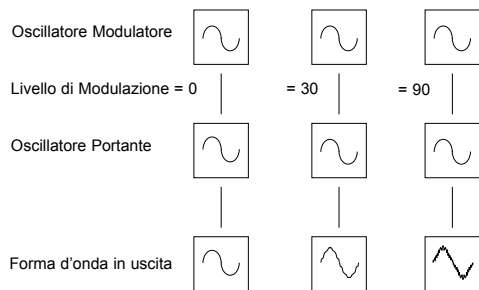 Oscillatore Modulatore
Livello di Modulazione = 0 = 30 = 90
Oscillatore Portante
Forma d'onda in uscita